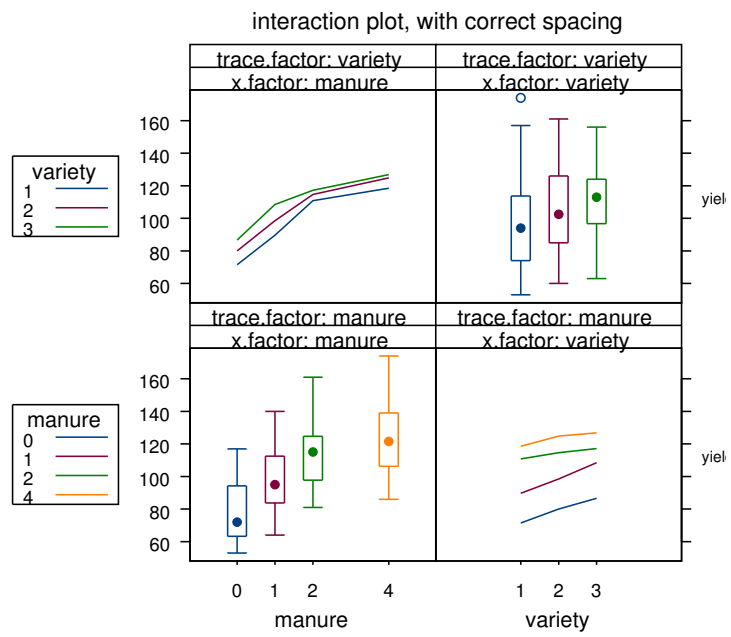 interaction plot, with correct spacing
trace.factor: variety trace.factor: variety
x.factor: manure x.factor: variety
160
140
120
100
80
60
variety
1
2
3
yiel
trace.factor: manure trace.factor: manure
x.factor: manure x.factor: variety
160
140
120
100
80
60
manure
0
1
2
4
yiel
0 1 2 4 1 2 3
manure variety